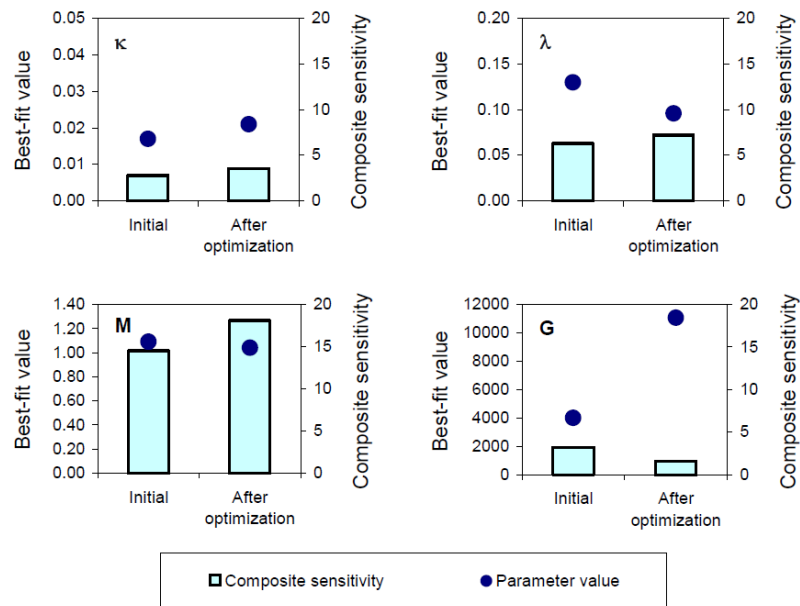 κ
Best-fit value
0.05
0.04
0.03
0.02
0.01
0.00
20
15
10
5
0
Composite sensitivity
Initial
After
optimization
λ
Best-fit value
0.20
0.15
0.10
0.05
0.00
20
15
10
5
0
Composite sensitivity
Initial
After
optimization
M
Best-fit value
1.40
1.20
1.00
0.80
0.60
0.40
0.20
0.00
20
15
10
5
0
Composite sensitivity
Initial
After
optimization
G
Best-fit value
12000
10000
8000
6000
4000
2000
0
20
15
10
5
0
Composite sensitivity
Initial
After
optimization
Composite sensitivity
Parameter value